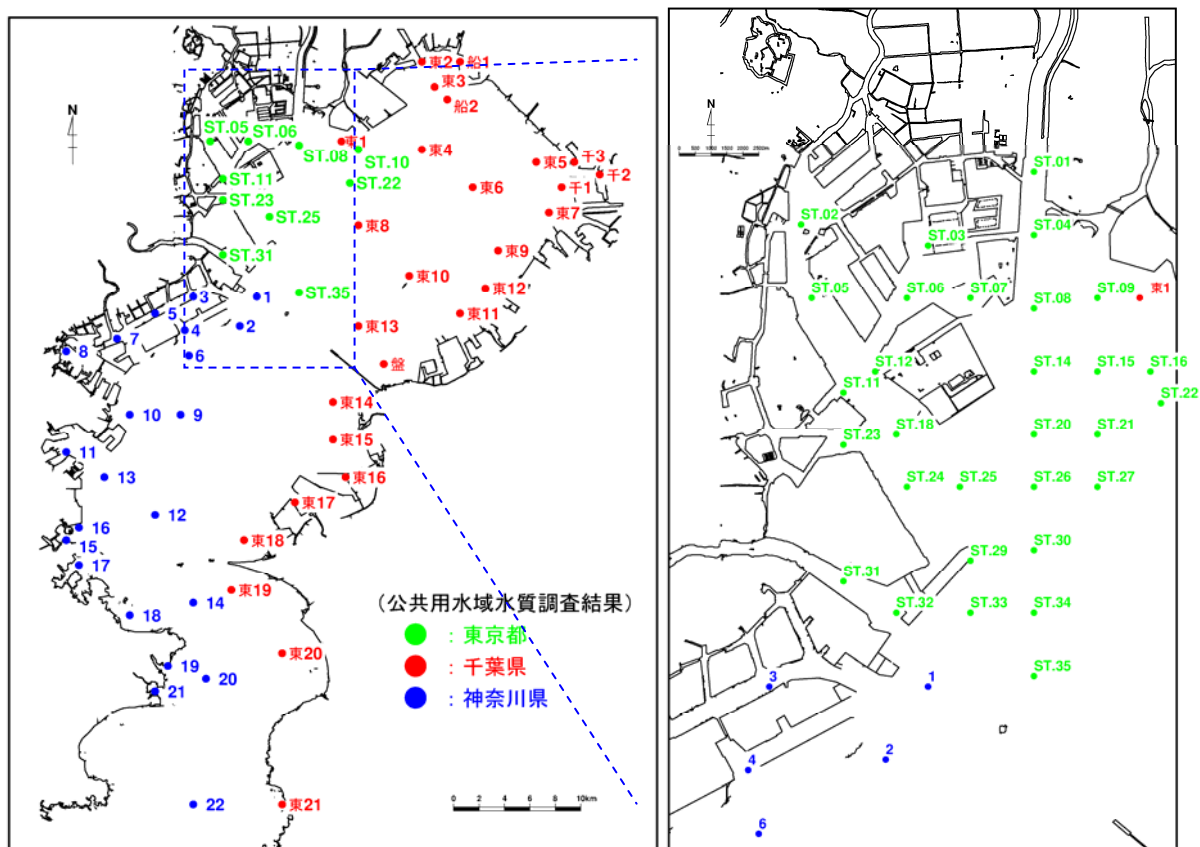 N
東2
船1
東3
船2
ST.05
ST.06
ST.08
東1
ST.10
東4
東5
千3
千2
ST.11
ST.22
東6
千1
ST.23
ST.25
東7
東8
東9
ST.31
東10
ST.35
東12
3
1
5
東11
4
2
東13
7
8
6
盤
東14
10
9
東15
11
13
東16
東17
12
16
15
東18
17
東19
14
18
(公共用水域水質調査結果)
:東京都
東20
19
:千葉県
20
21
:神奈川県
22
東21
0 2 4 6 8 10km
N
0 500 1000 1500 2000 2500m
ST.01
ST.02
ST.03
ST.04
ST.05
ST.06
ST.07
ST.08
ST.09
東1
ST.12
ST.14
ST.15
ST.16
ST.11
ST.22
ST.18
ST.20
ST.21
ST.23
ST.24
ST.25
ST.26
ST.27
ST.29
ST.30
ST.31
ST.32
ST.33
ST.34
ST.35
3
1
2
4
6